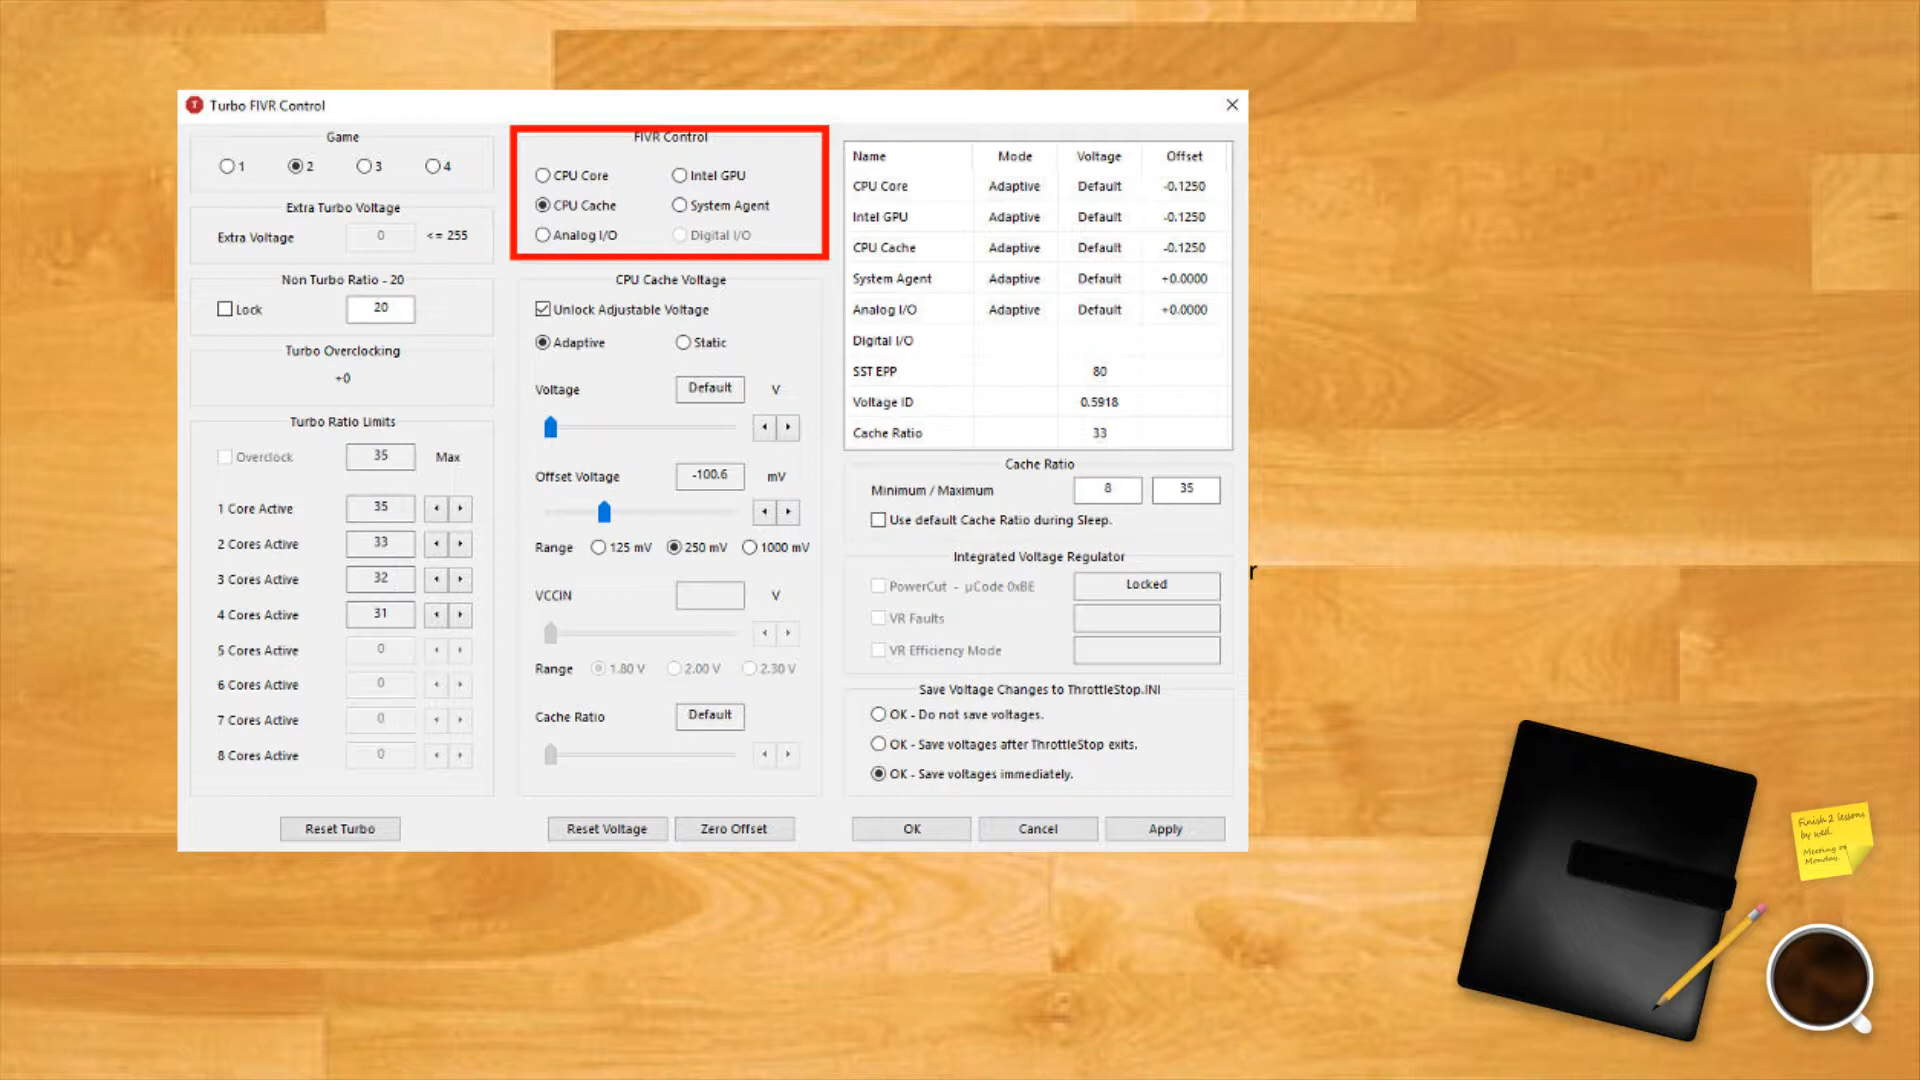 Turbo FIVR Control
Game
1 2 3 4
Extra Turbo Voltage
Extra Voltage 0 <= 255
Non Turbo Ratio - 20
Lock 20
Turbo Overclocking
+0
Turbo Ratio Limits
Overclock 35 Max
1 Core Active 35
2 Cores Active 33
3 Cores Active 32
4 Cores Active 31
5 Cores Active 0
6 Cores Active 0
7 Cores Active 0
8 Cores Active 0
Reset Turbo
FIVR Control
CPU Core Intel GPU
CPU Cache System Agent
Analog I/O Digital I/O
CPU Cache Voltage
Unlock Adjustable Voltage
Adaptive Static
Voltage Default V
Offset Voltage -100.6 mV
Range 125 mV 250 mV 1000 mV
VCCIN V
Range 1.80 V 2.00 V 2.30 V
Cache Ratio Default
Reset Voltage Zero Offset
Name Mode Voltage Offset
CPU Core Adaptive Default -0.1250
Intel GPU Adaptive Default -0.1250
CPU Cache Adaptive Default -0.1250
System Agent Adaptive Default +0.0000
Analog I/O Adaptive Default +0.0000
Digital I/O
SST EPP 80
Voltage ID 0.5918
Cache Ratio 33
Cache Ratio
Minimum / Maximum 8 35
Use default Cache Ratio during Sleep.
Integrated Voltage Regulator
PowerCut - µCode 0xBE Locked
VR Faults
VR Efficiency Mode
Save Voltage Changes to ThrottleStop.INI
OK - Do not save voltages.
OK - Save voltages after ThrottleStop exits.
OK - Save voltages immediately.
OK Cancel Apply
r
Finish 2 lessons
by wed.
Meeting on
Monday.